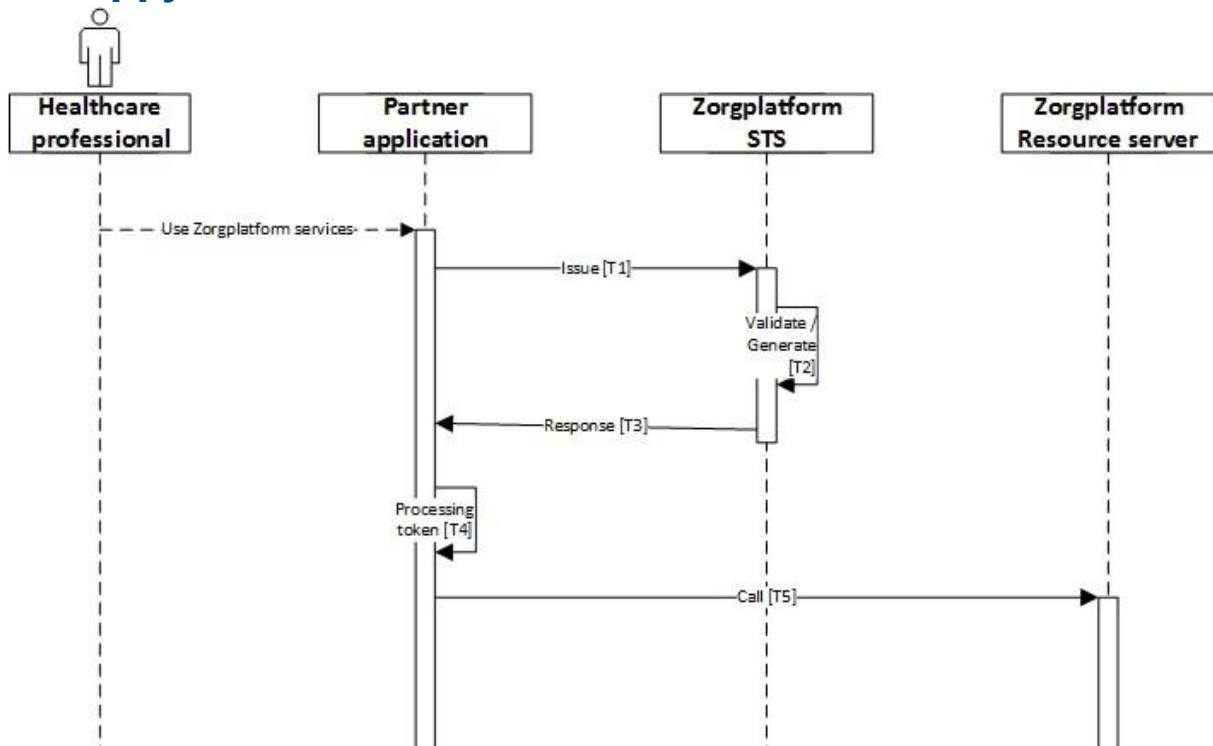 Healthcare
professional
Partner
application
Zorgplatform
STS
Zorgplatform
Resource server
Use Zorgplatform services
Issue [T1]
Validate /
Generate
[T2]
Response [T3]
Processing
token [T4]
Call [T5]